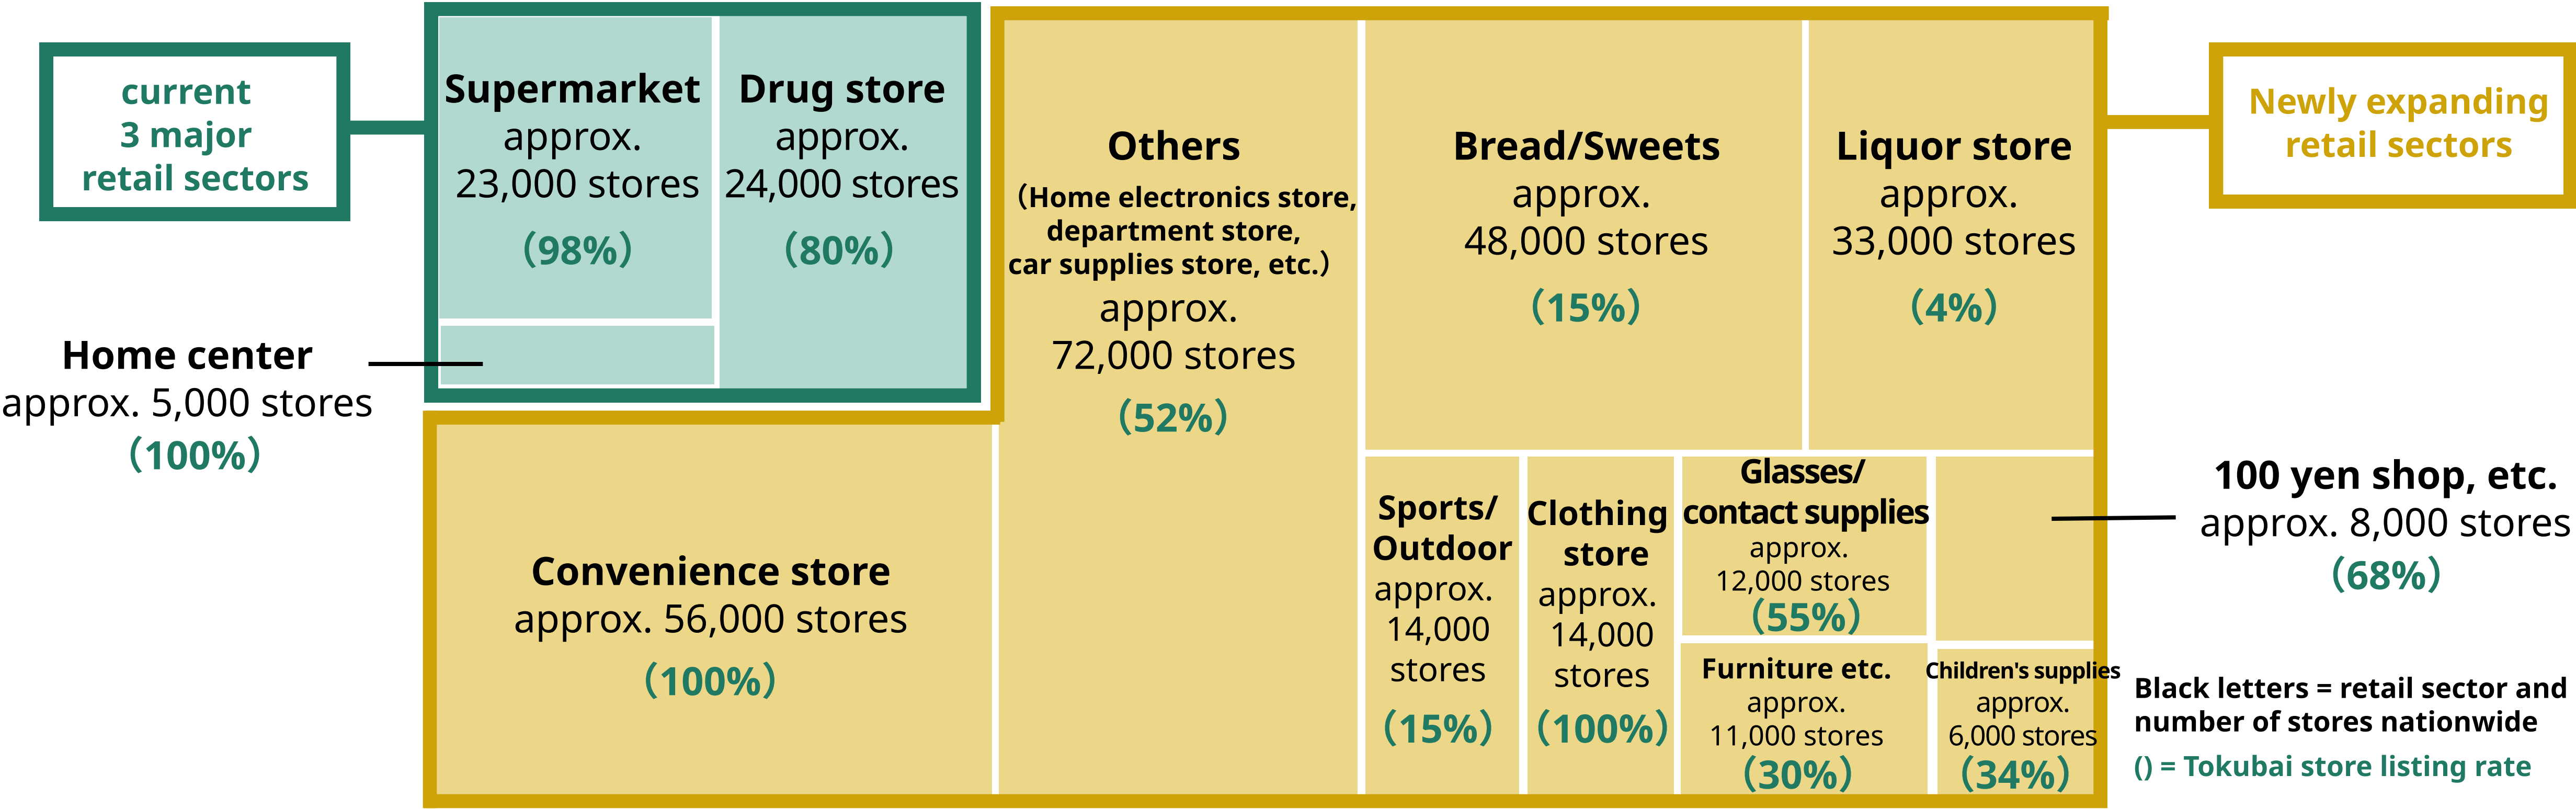 current
3 major
retail sectors
Supermarket
approx.
23,000 stores
（98%）
Drug store
approx.
24,000 stores
（80%）
Home center
approx. 5,000 stores
（100%）
Convenience store
approx. 56,000 stores
（100%）
Others
（Home electronics store,
department store,
car supplies store, etc.）
approx.
72,000 stores
（52%）
Bread/Sweets
approx.
48,000 stores
（15%）
Liquor store
approx.
33,000 stores
（4%）
Sports/
Outdoor
approx.
14,000
stores
（15%）
Clothing
store
approx.
14,000
stores
（100%）
Glasses/
contact supplies
approx.
12,000 stores
（55%）
Furniture etc.
approx.
11,000 stores
（30%）
Children's supplies
approx.
6,000 stores
（34%）
Newly expanding
retail sectors
100 yen shop, etc.
approx. 8,000 stores
（68%）
Black letters = retail sector and
number of stores nationwide
() = Tokubai store listing rate